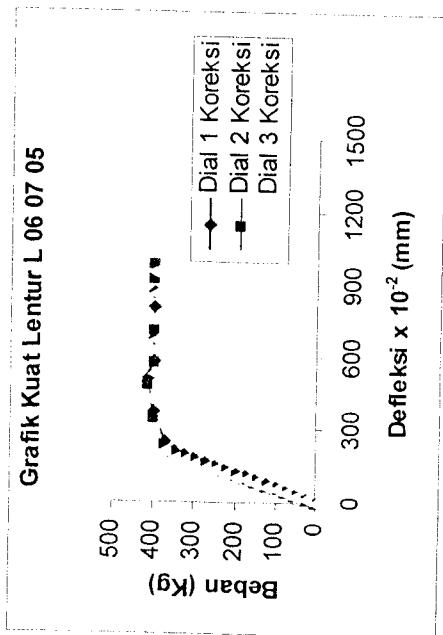 Grafik Kuat Lentur L 06 07 05
Beban (Kg)
500
400
300
200
100
0
0 300 600 900 1200 1500
Defleksi x 10⁻² (mm)
Dial 1 Koreksi
Dial 2 Koreksi
Dial 3 Koreksi